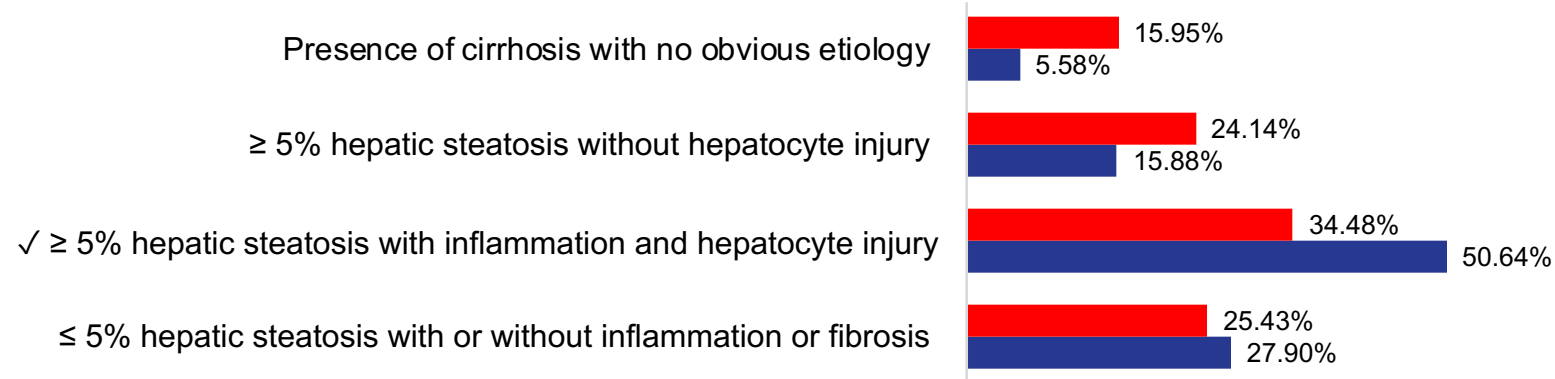 Presence of cirrhosis with no obvious etiology
15.95%
5.58%
≥ 5% hepatic steatosis without hepatocyte injury
24.14%
15.88%
✓ ≥ 5% hepatic steatosis with inflammation and hepatocyte injury
34.48%
50.64%
≤ 5% hepatic steatosis with or without inflammation or fibrosis
25.43%
27.90%